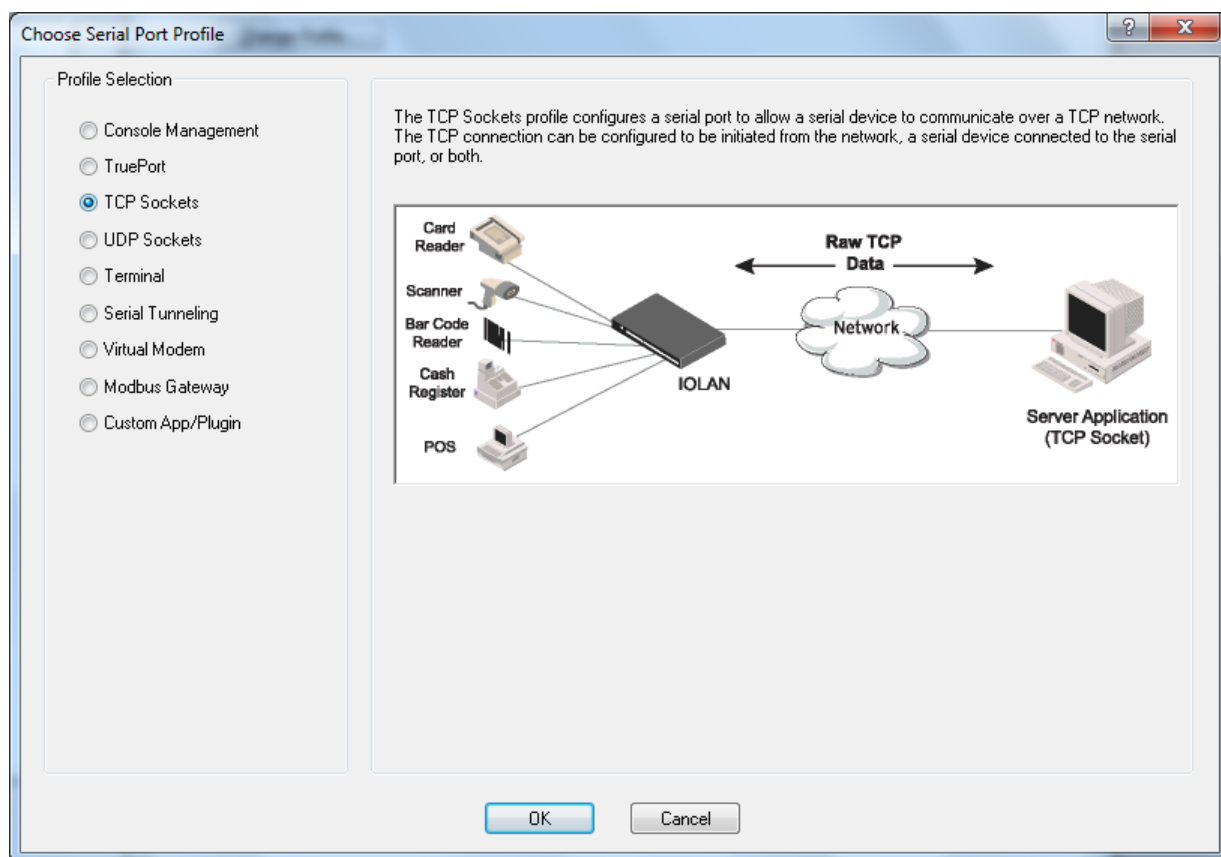 Choose Serial Port Profile
?
X
Profile Selection
Console Management
TruePort
TCP Sockets
UDP Sockets
Terminal
Serial Tunneling
Virtual Modem
Modbus Gateway
Custom App/Plugin
The TCP Sockets profile configures a serial port to allow a serial device to communicate over a TCP network.
The TCP connection can be configured to be initiated from the network, a serial device connected to the serial
port, or both.
Card
Reader
Scanner
Bar Code
Reader
Cash
Register
POS
IOLAN
Raw TCP
Data
Network
Server Application
(TCP Socket)
OK
Cancel